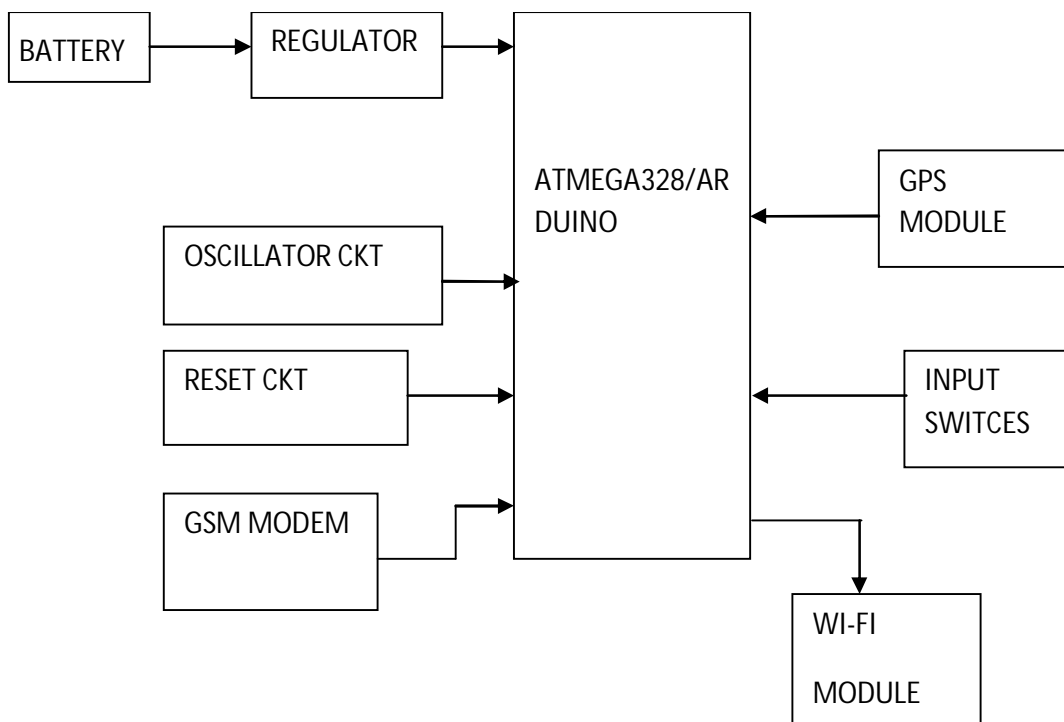 BATTERY
REGULATOR
ATMEGA328/AR
DUINO
GPS
MODULE
OSCILLATOR CKT
RESET CKT
INPUT
SWITCES
GSM MODEM
WI-FI
MODULE